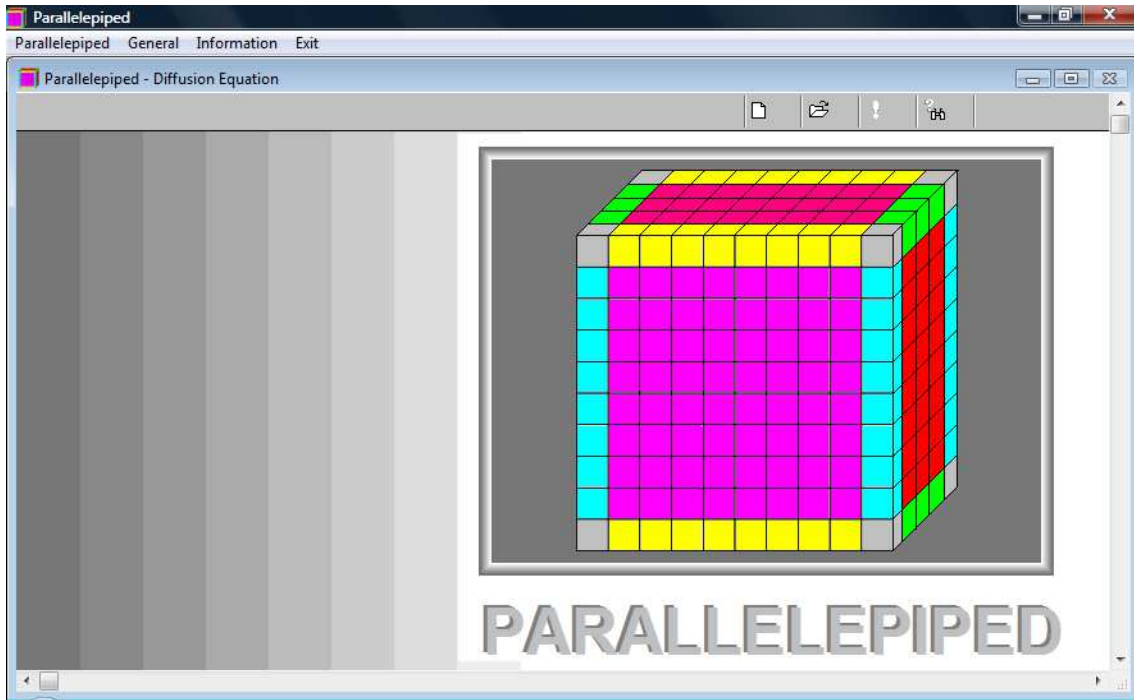 Parallelepiped
Parallelepiped General Information Exit
Parallelepiped - Diffusion Equation
PARALLELEPIPED